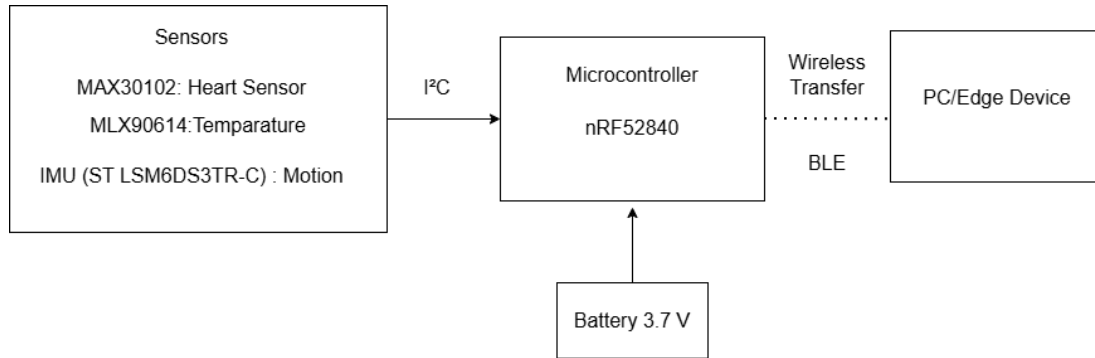 Sensors
MAX30102: Heart Sensor
MLX90614:Temparature
IMU (ST LSM6DS3TR-C) : Motion
I²C
Microcontroller
nRF52840
Wireless
Transfer
BLE
PC/Edge Device
Battery 3.7 V